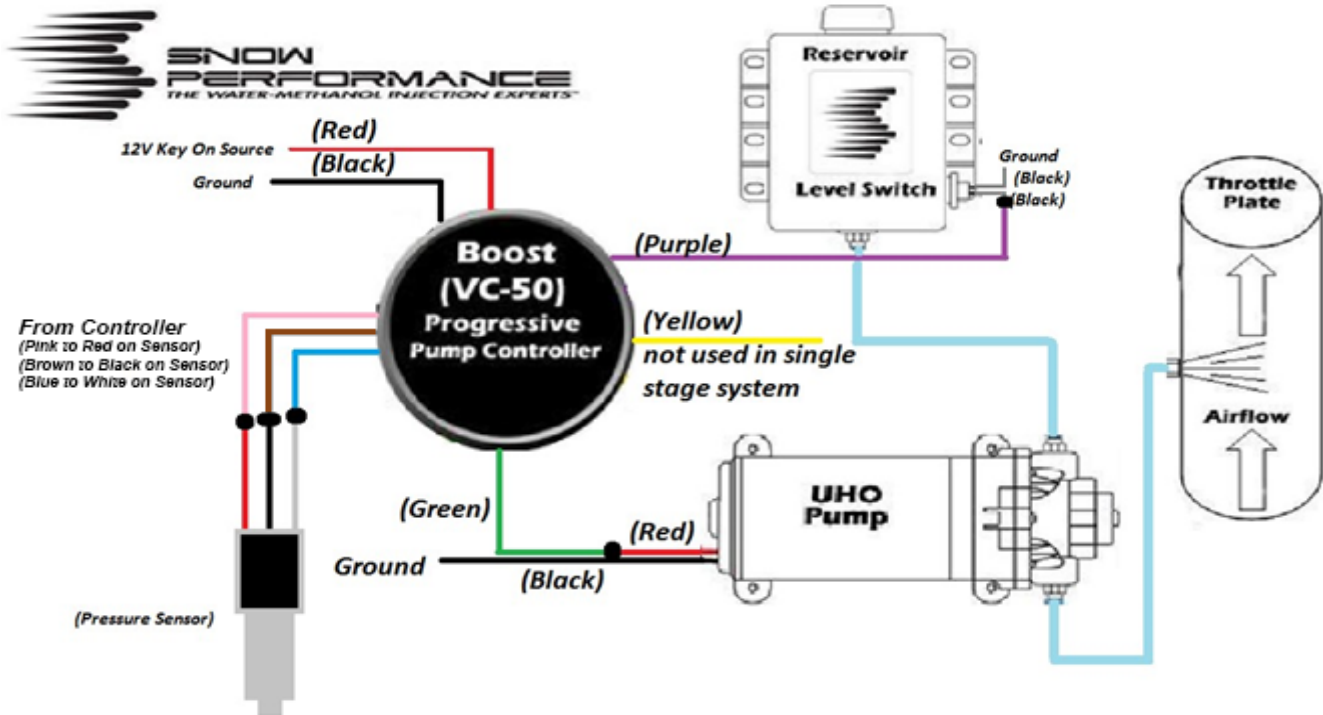 SNOW
PERFORMANCE
THE WATER-METHANOL INJECTION EXPERTS™
12V Key On Source
(Red)
(Black)
Ground
Boost
(VC-50)
Progressive
Pump Controller
From Controller
(Pink to Red on Sensor)
(Brown to Black on Sensor)
(Blue to White on Sensor)
(Pressure Sensor)
(Green)
Ground
(Red)
(Black)
(Purple)
(Yellow)
not used in single
stage system
Reservoir
Level Switch
Ground
(Black)
(Black)
UHO
Pump
Throttle
Plate
Airflow